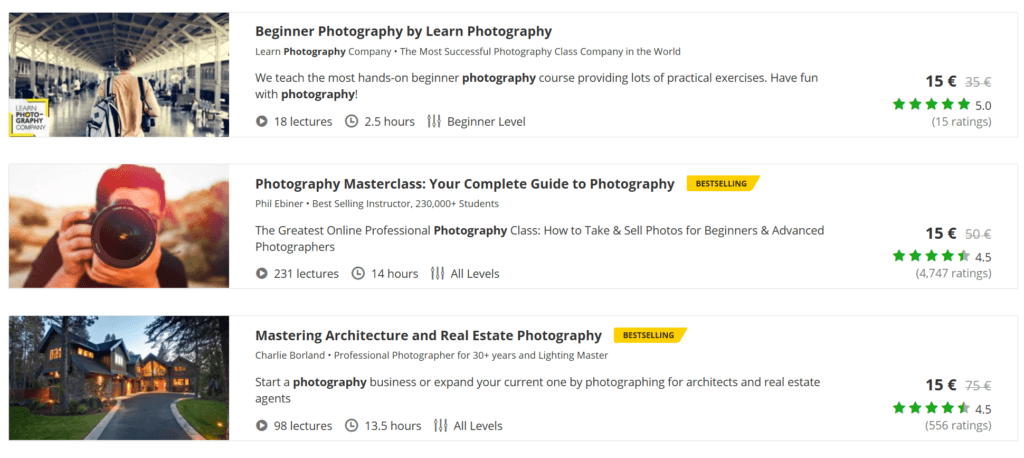 Beginner Photography by Learn Photography
Learn Photography Company • The Most Successful Photography Class Company in the World
We teach the most hands-on beginner photography course providing lots of practical exercises. Have fun
with photography!
18 lectures 2.5 hours Beginner Level
15 € 35 €
5.0
(15 ratings)
LEARN
PHOTO-
GRAPHY
COMPANY
Photography Masterclass: Your Complete Guide to Photography BESTSELLING
Phil Ebiner • Best Selling Instructor, 230,000+ Students
The Greatest Online Professional Photography Class: How to Take & Sell Photos for Beginners & Advanced
Photographers
231 lectures 14 hours All Levels
15 € 50 €
4.5
(4,747 ratings)
Mastering Architecture and Real Estate Photography BESTSELLING
Charlie Borland • Professional Photographer for 30+ years and Lighting Master
Start a photography business or expand your current one by photographing for architects and real estate
agents
98 lectures 13.5 hours All Levels
15 € 75 €
4.5
(556 ratings)